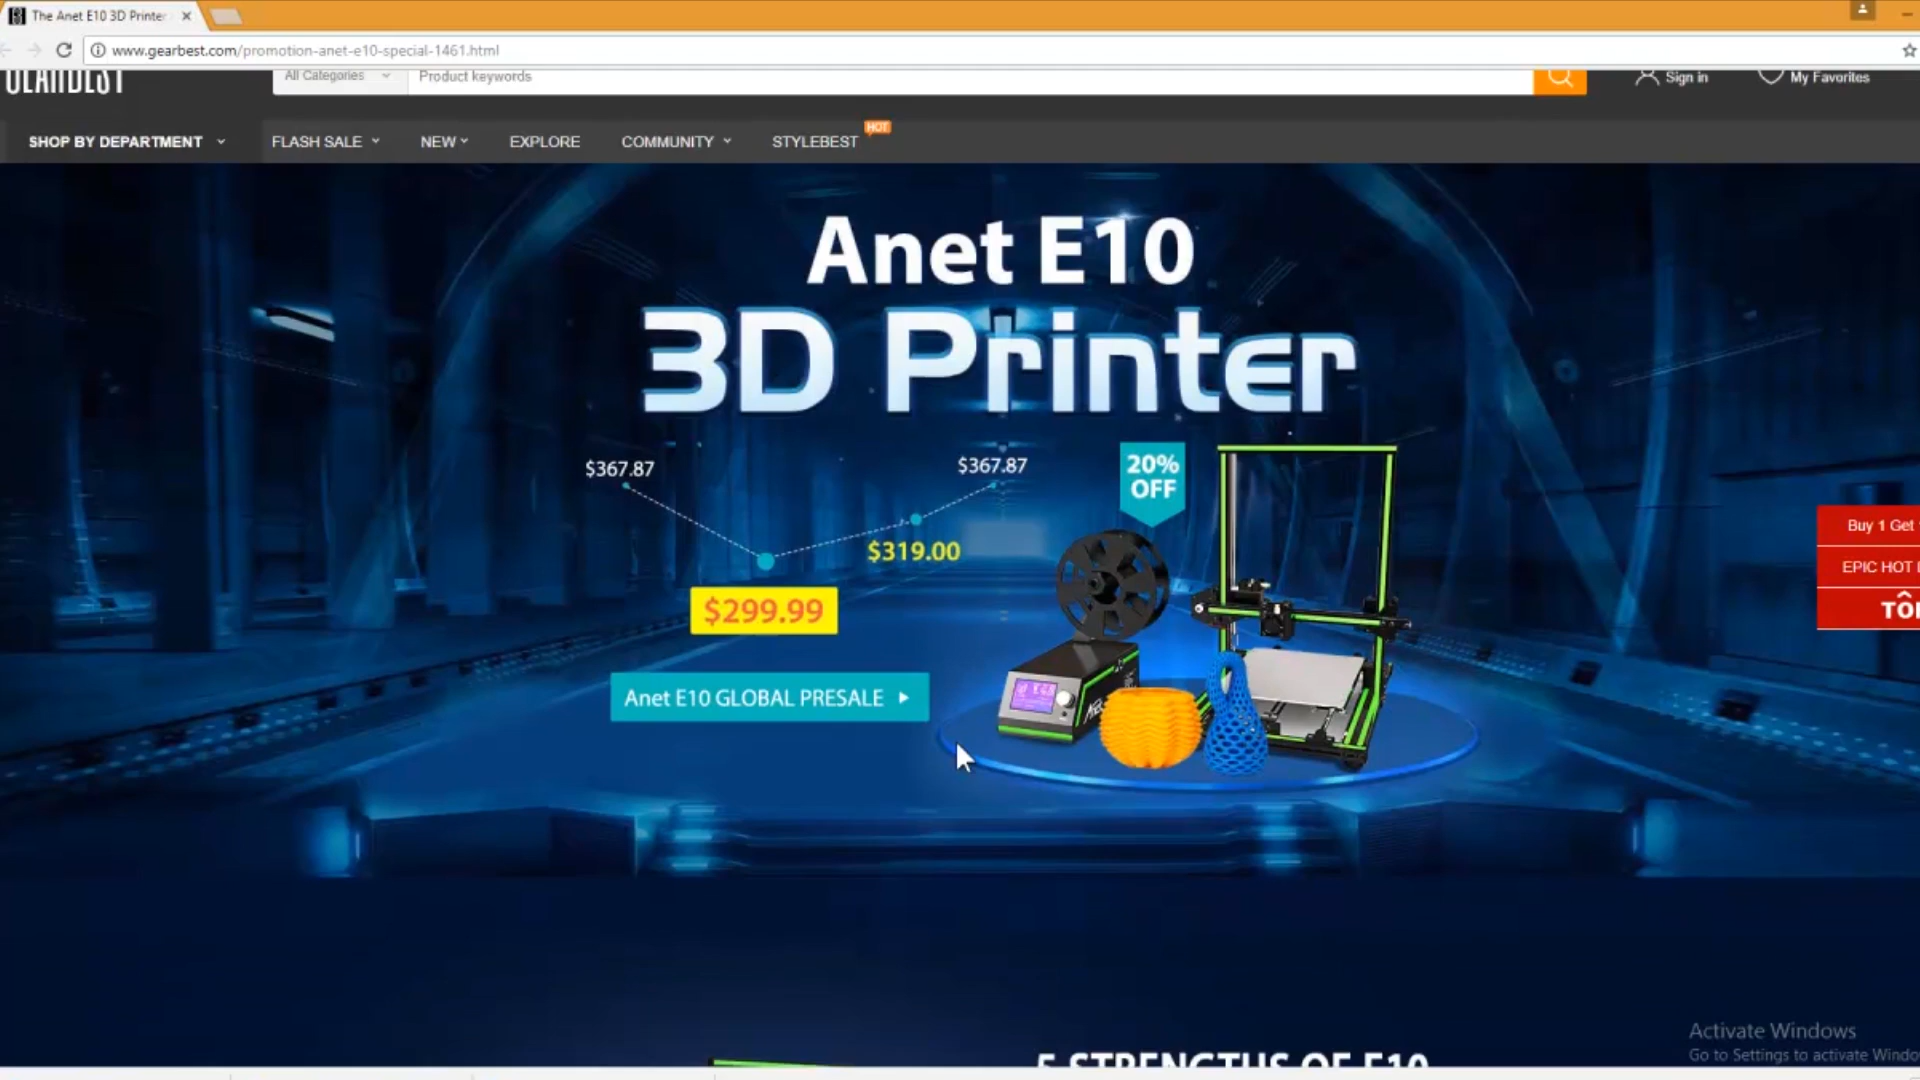 The Anet E10 3D Printer
www.gearbest.com/promotion-anet-e10-special-1461.html
GEARBEST
All Categories
Product keywords
Sign in
My Favorites
SHOP BY DEPARTMENT
FLASH SALE
NEW
EXPLORE
COMMUNITY
STYLEBEST
HOT
Anet E10
3D Printer
$367.87
$367.87
20%
OFF
$319.00
$299.99
Anet E10 GLOBAL PRESALE
Buy 1 Get
EPIC HOT
5 STRENGTHS OF E10
Activate Windows
Go to Settings to activate Windo